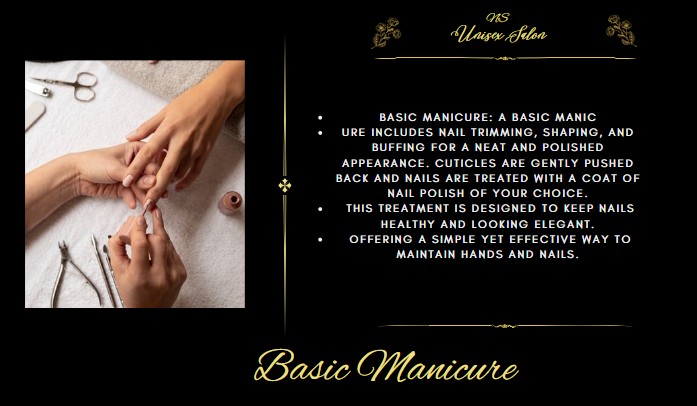 NS
Unisex Salon
• BASIC MANICURE: A BASIC MANIC
• URE INCLUDES NAIL TRIMMING, SHAPING, AND
BUFFING FOR A NEAT AND POLISHED
APPEARANCE. CUTICLES ARE GENTLY PUSHED
BACK AND NAILS ARE TREATED WITH A COAT OF
NAIL POLISH OF YOUR CHOICE.
• THIS TREATMENT IS DESIGNED TO KEEP NAILS
HEALTHY AND LOOKING ELEGANT.
• OFFERING A SIMPLE YET EFFECTIVE WAY TO
MAINTAIN HANDS AND NAILS.
Basic Manicure